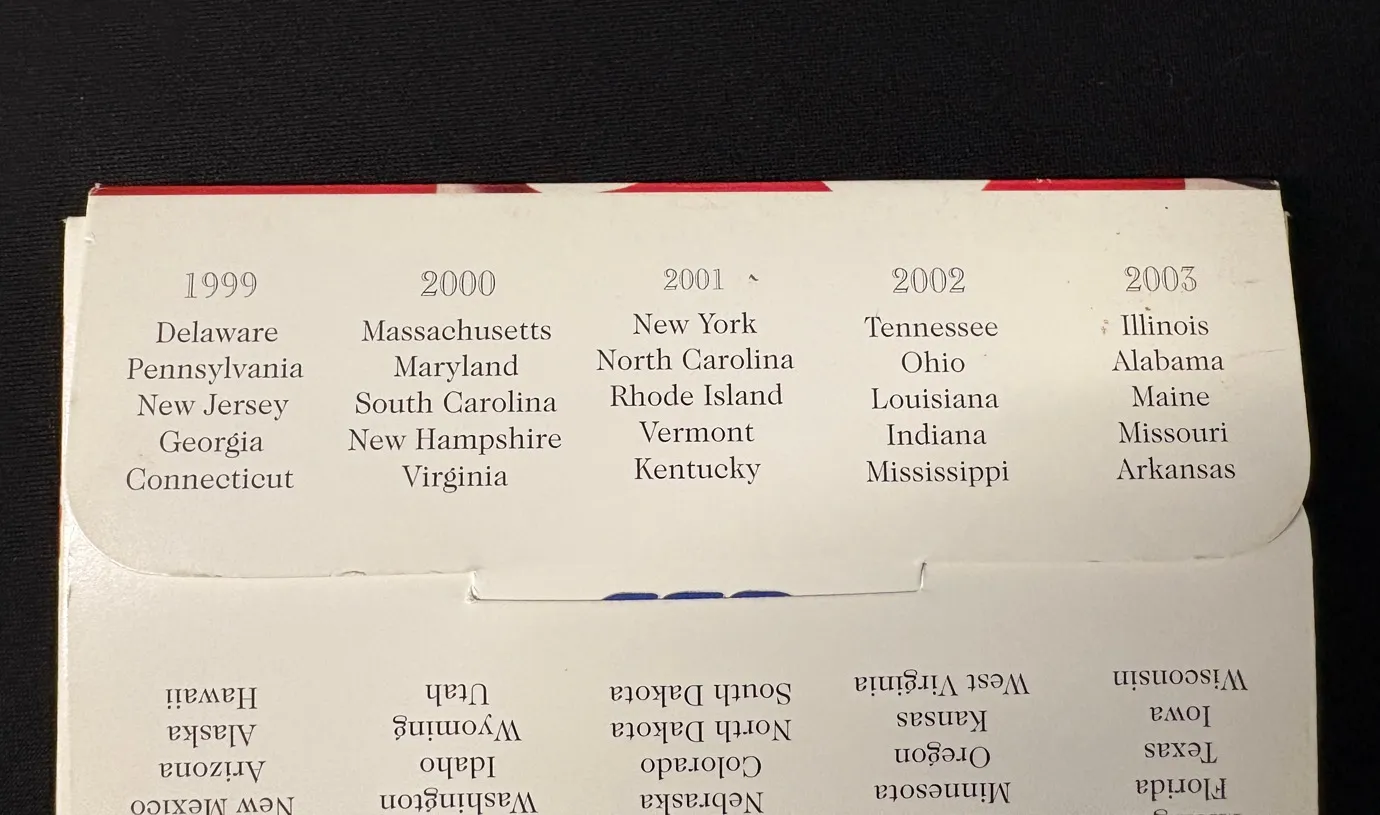 1999
Delaware
Pennsylvania
New Jersey
Georgia
Connecticut
2000
Massachusetts
Maryland
South Carolina
New Hampshire
Virginia
2001
New York
North Carolina
Rhode Island
Vermont
Kentucky
2002
Tennessee
Ohio
Louisiana
Indiana
Mississippi
2003
Illinois
Alabama
Maine
Missouri
Arkansas
Florida
Texas
Iowa
Wisconsin
Minnesota
Oregon
Kansas
West Virginia
Nebraska
Colorado
North Dakota
South Dakota
Washington
Idaho
Wyoming
Utah
New Mexico
Arizona
Alaska
Hawaii